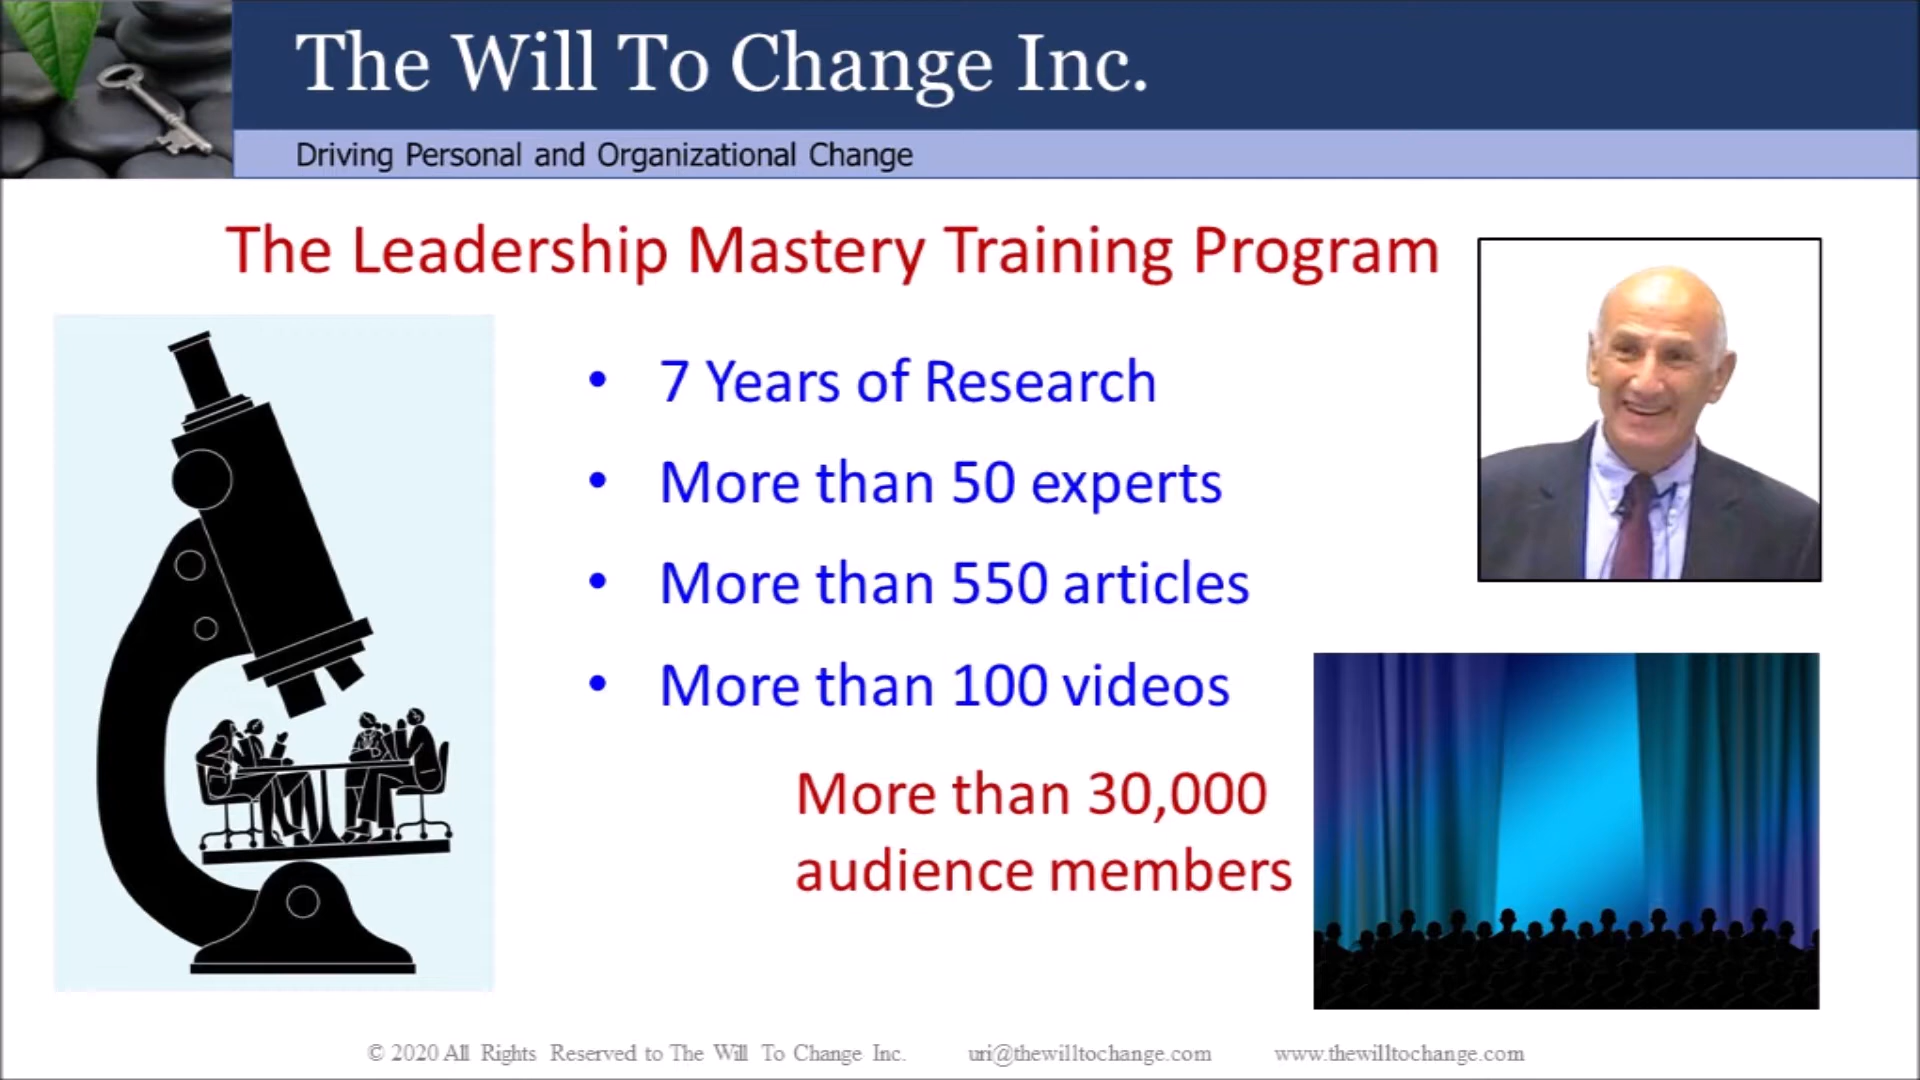 The Will To Change Inc.
Driving Personal and Organizational Change
The Leadership Mastery Training Program
• 7 Years of Research
• More than 50 experts
• More than 550 articles
• More than 100 videos
More than 30,000
audience members
© 2020 All Rights Reserved to The Will To Change Inc. uri@thewilltochange.com www.thewilltochange.com